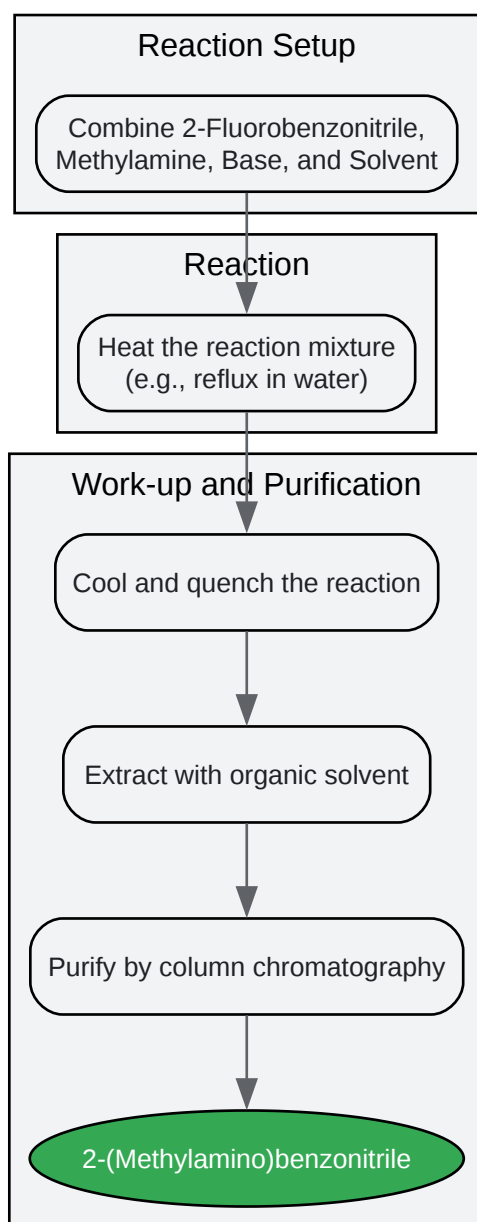 Reaction Setup
Combine 2-Fluorobenzonitrile,
Methylamine, Base, and Solvent
Reaction
Heat the reaction mixture
(e.g., reflux in water)
Work-up and Purification
Cool and quench the reaction
Extract with organic solvent
Purify by column chromatography
2-(Methylamino)benzonitrile